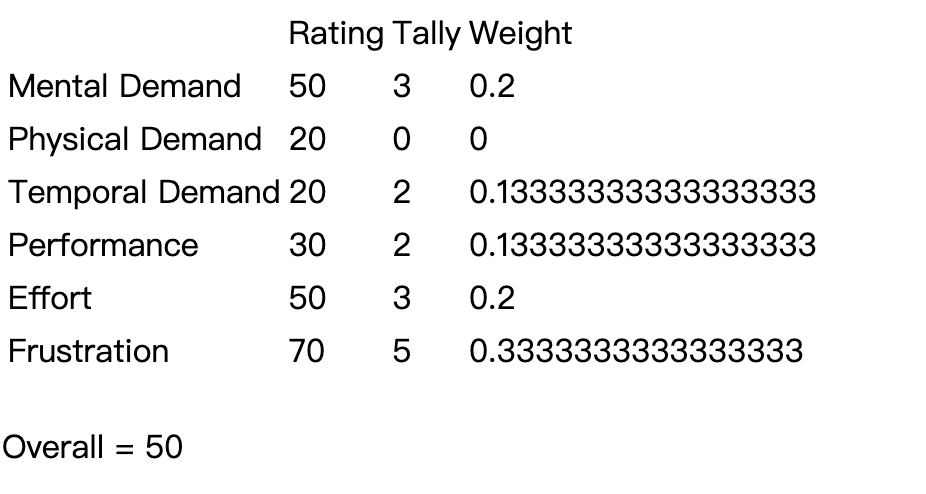 Rating Tally Weight
Mental Demand 50 3 0.2
Physical Demand 20 0 0
Temporal Demand 20 2 0.13333333333333333
Performance 30 2 0.13333333333333333
Effort 50 3 0.2
Frustration 70 5 0.3333333333333333
Overall = 50